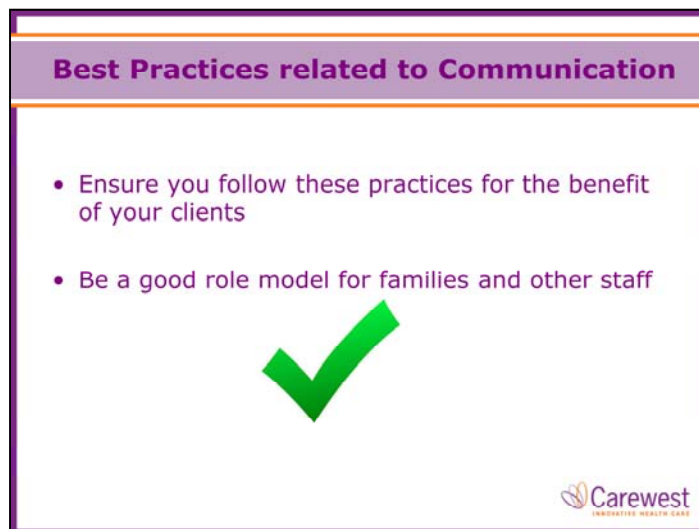 Best Practices related to Communication
• Ensure you follow these practices for the benefit
of your clients
• Be a good role model for families and other staff
Carewest
INNOVATIVE HEALTH CARE